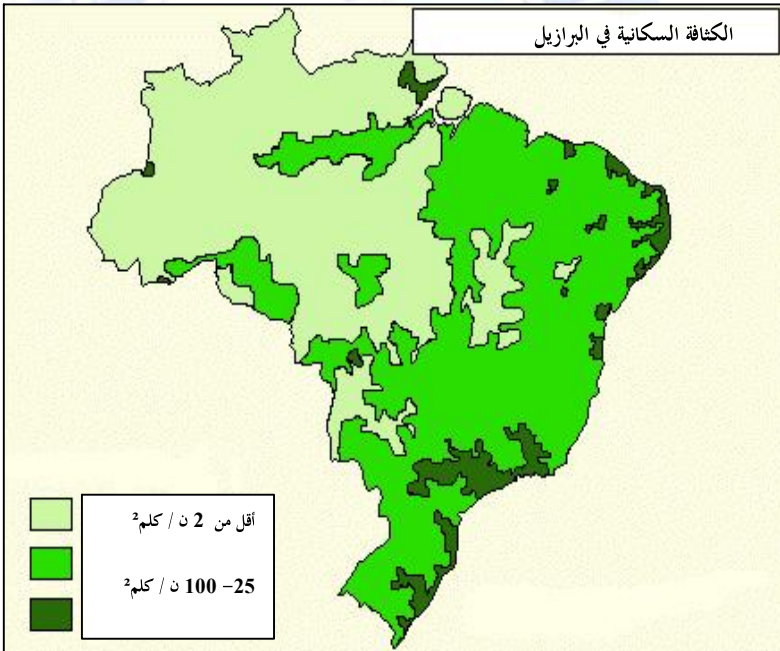 الكثافة السكانية في البرازيل
أقل من 2 ن / كلم²
25– 100 ن / كلم²